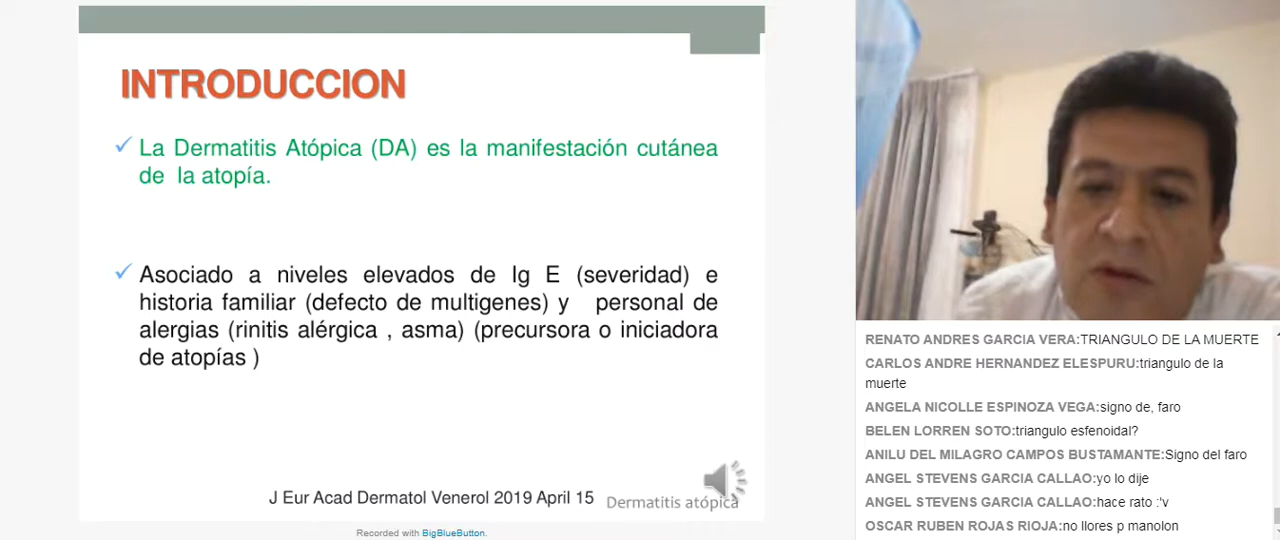 INTRODUCCION
✓ La Dermatitis Atópica (DA) es la manifestación cutánea
de la atopía.
✓ Asociado a niveles elevados de Ig E (severidad) e
historia familiar (defecto de multigenes) y personal de
alergias (rinitis alérgica , asma) (precursora o iniciadora
de atopías )
J Eur Acad Dermatol Venerol 2019 April 15
Dermatitis atópica
Recorded with BigBlueButton.
RENATO ANDRES GARCIA VERA:TRIANGULO DE LA MUERTE
CARLOS ANDRE HERNANDEZ ELESPURU:triangulo de la
muerte
ANGELA NICOLLE ESPINOZA VEGA:signo de, faro
BELEN LORREN SOTO:triangulo esfenoidal?
ANILU DEL MILAGRO CAMPOS BUSTAMANTE:Signo del faro
ANGEL STEVENS GARCIA CALLAO:yo lo dije
ANGEL STEVENS GARCIA CALLAO:hace rato :'v
OSCAR RUBEN ROJAS RIOJA:no llores p manolon